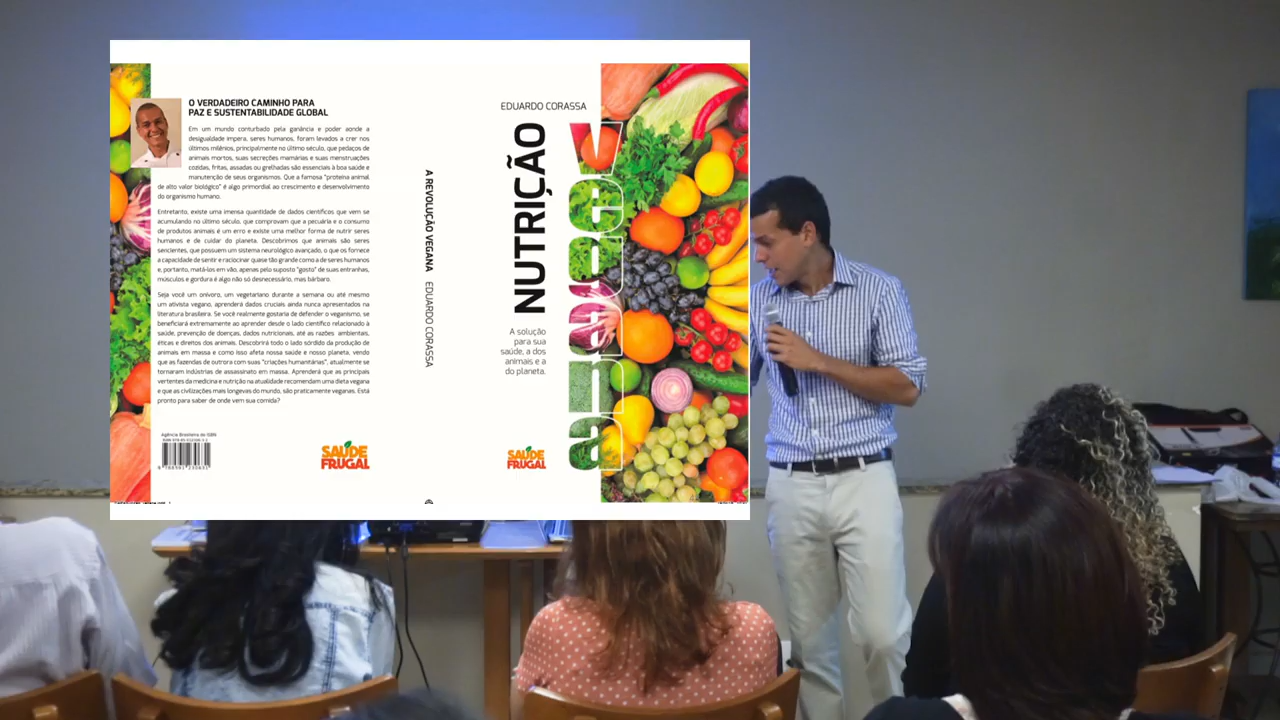 O VERDADEIRO CAMINHO PARA
PAZ E SUSTENTABILIDADE GLOBAL
Em um mundo conturbado pela ganância e poder aonde a
desigualdade impera, seres humanos, foram levados a crer nos
últimos milênios, principalmente no último século, que pedaços de
animais mortos, suas secreções mamárias e suas menstruações
cozidas, fritas, assadas ou grelhadas são essenciais à boa saúde e
manutenção de seus organismos. Que a famosa "proteína animal
de alto valor biológico" é algo primordial ao crescimento e desenvolvimento
do organismo humano.
Entretanto, existe uma imensa quantidade de dados científicos que vem se
acumulando no último século, que comprovam que a pecuária e o consumo
de produtos animais é um erro e existe uma melhor forma de nutrir seres
humanos e de cuidar do planeta. Descobrimos que animais são seres
sencientes, que possuem um sistema neurológico avançado, o que os fornece
a capacidade de sentir e raciocinar quase tão grande como a de seres humanos
e, portanto, matá-los em vão, apenas pelo suposto "gosto" de suas entranhas,
músculos e gordura é algo não só desnecessário, mas bárbaro.
Seja você um onívoro, um vegetariano durante a semana ou até mesmo
um ativista vegano, aprenderá dados cruciais ainda nunca apresentados na
literatura brasileira. Se você realmente gostaria de defender o veganismo, se
beneficiará extremamente ao aprender desde o lado científico relacionado à
saúde, prevenção de doenças, dados nutricionais, até as razões ambientais,
éticas e direitos dos animais. Descobrirá todo o lado sórdido da produção de
animais em massa e como isso afeta nossa saúde e nosso planeta, vendo
que as fazendas de outrora com suas "criações humanitárias", atualmente se
tornaram indústrias de assassinato em massa. Aprenderá que as principais
vertentes da medicina e nutrição na atualidade recomendam uma dieta vegana
e que as civilizações mais longevas do mundo, são praticamente veganas. Está
pronto para saber de onde vem sua comida?
Agência Brasileira do ISBN
SAÚDE
FRUGAL
A REVOLUÇÃO VEGANA EDUARDO CORASSA
EDUARDO CORASSA
NUTRIÇÃO
vegana
A solução
para sua
saúde, a dos
animais e a
do planeta.
SAÚDE
FRUGAL